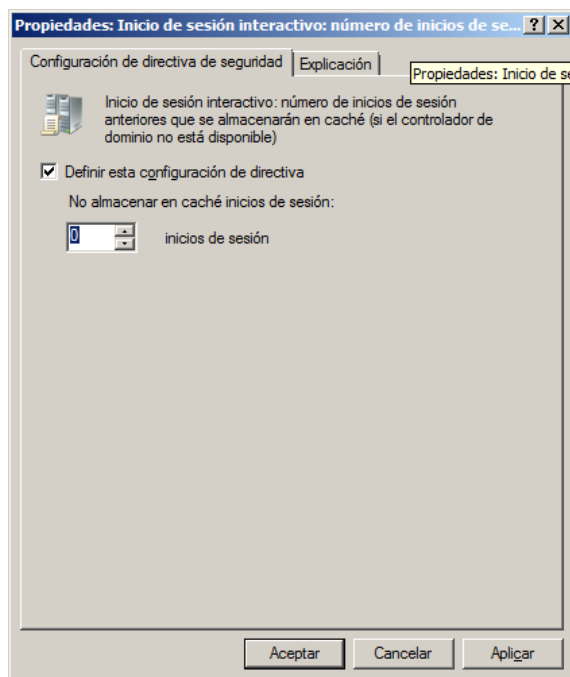 Propiedades: Inicio de sesión interactivo: número de inicios de se...
Configuración de directiva de seguridad
Explicación
Propiedades: Inicio de se
Inicio de sesión interactivo: número de inicios de sesión
anteriores que se almacenarán en caché (si el controlador de
dominio no está disponible)
Definir esta configuración de directiva
No almacenar en caché inicios de sesión:
0 inicios de sesión
Aceptar Cancelar Aplicar